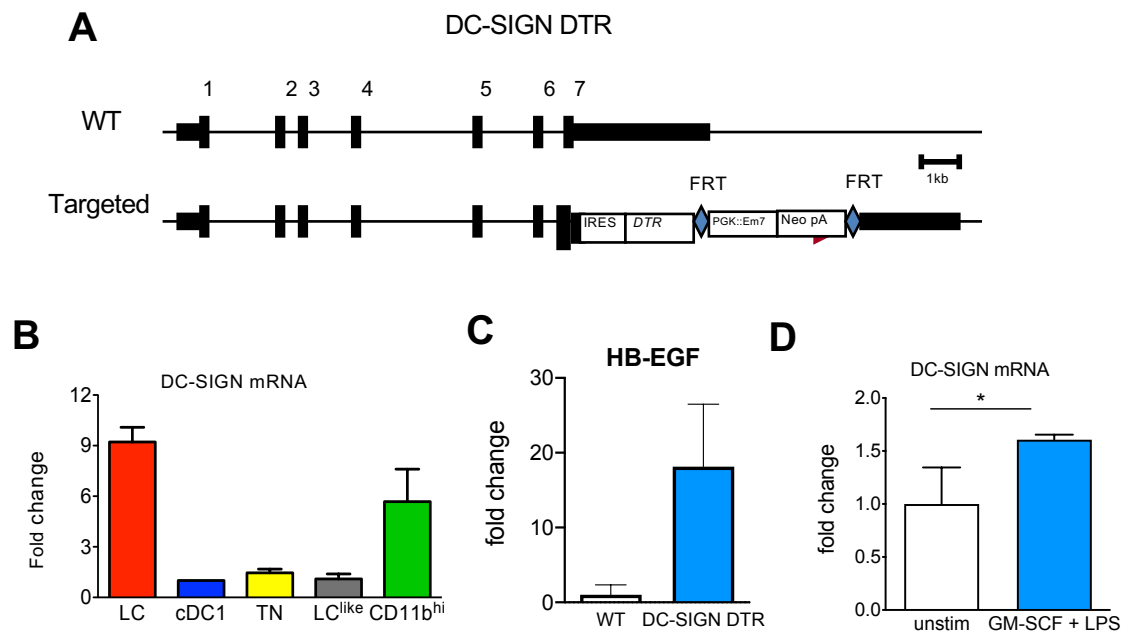 A
DC-SIGN DTR
1 2 3 4 5 6 7
WT
1kb
Targeted
FRT FRT
IRES DTR PGK::Em7 Neo pA
B
DC-SIGN mRNA
Fold change
12
9
6
3
0
LC cDC1 TN LClike CD11bhi
C
HB-EGF
fold change
30
20
10
0
WT DC-SIGN DTR
D
DC-SIGN mRNA
*
fold change
2.0
1.5
1.0
0.5
0.0
unstim GM-SCF + LPS